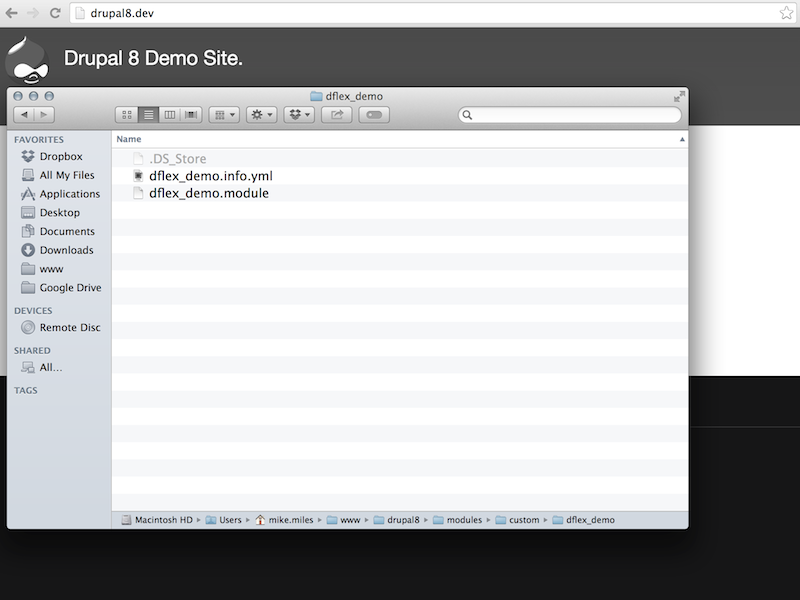 drupal8.dev
Drupal 8 Demo Site.
dflex_demo
FAVORITES
Dropbox
All My Files
Applications
Desktop
Documents
Downloads
www
Google Drive
DEVICES
Remote Disc
SHARED
All...
TAGS
Name
.DS_Store
dflex_demo.info.yml
dflex_demo.module
Macintosh HD ▸ Users ▸ mike.miles ▸ www ▸ drupal8 ▸ modules ▸ custom ▸ dflex_demo